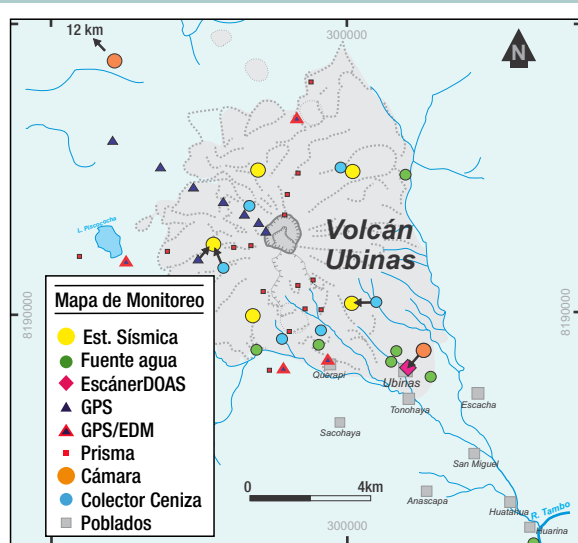 12 km
300000
N
L. Piscococha
Volcán
Ubinas
8190000
8190000
Mapa de Monitoreo
Est. Sísmica
Fuente agua
EscánerDOAS
GPS
GPS/EDM
Prisma
Cámara
Colector Ceniza
Poblados
Querapi
Ubinas
Tonohaya
Escacha
Sacohaya
San Miguel
Anascapa
Huatahua
R. Tambo
Huarina
0
4km
300000